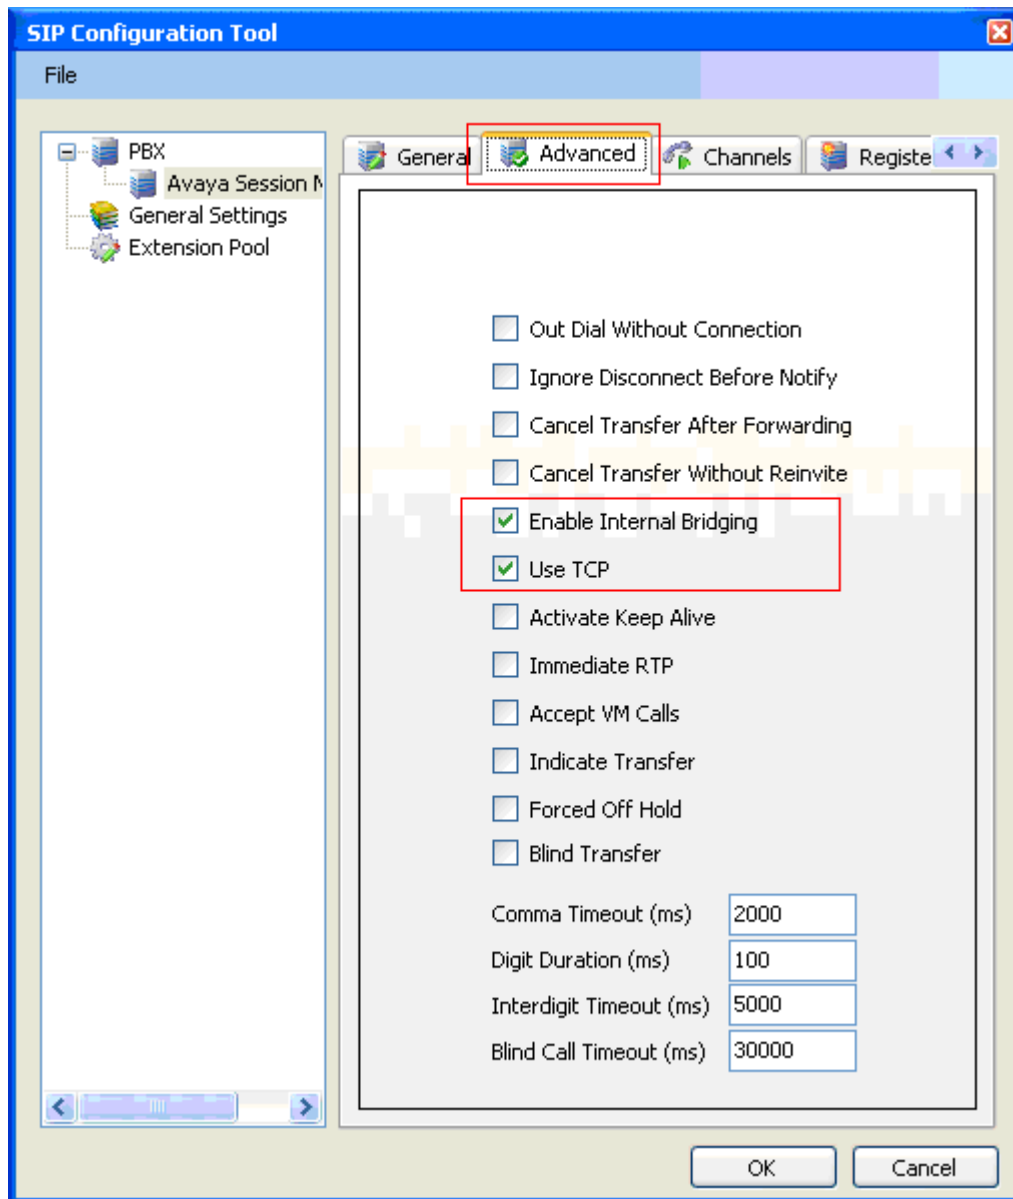 SIP Configuration Tool
File
PBX
Avaya Session
General Settings
Extension Pool
General
Advanced
Channels
Registe
Out Dial Without Connection
Ignore Disconnect Before Notify
Cancel Transfer After Forwarding
Cancel Transfer Without Reinvite
Enable Internal Bridging
Use TCP
Activate Keep Alive
Immediate RTP
Accept VM Calls
Indicate Transfer
Forced Off Hold
Blind Transfer
Comma Timeout (ms) 2000
Digit Duration (ms) 100
Interdigit Timeout (ms) 5000
Blind Call Timeout (ms) 30000
OK Cancel